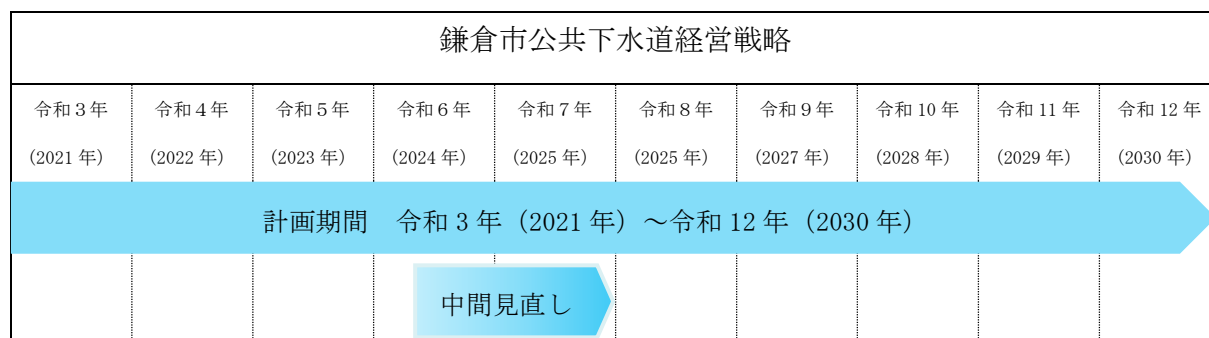 鎌倉市公共下水道経営戦略
令和３年 令和４年 令和５年 令和６年 令和７年 令和８年 令和９年 令和 10 年 令和 11 年 令和 12 年
（2021 年） （2022 年） （2023 年） （2024 年） （2025 年） （2025 年） （2027 年） （2028 年） （2029 年） （2030 年）
計画期間　令和 3 年（2021 年）～令和 12 年（2030 年）
中間見直し